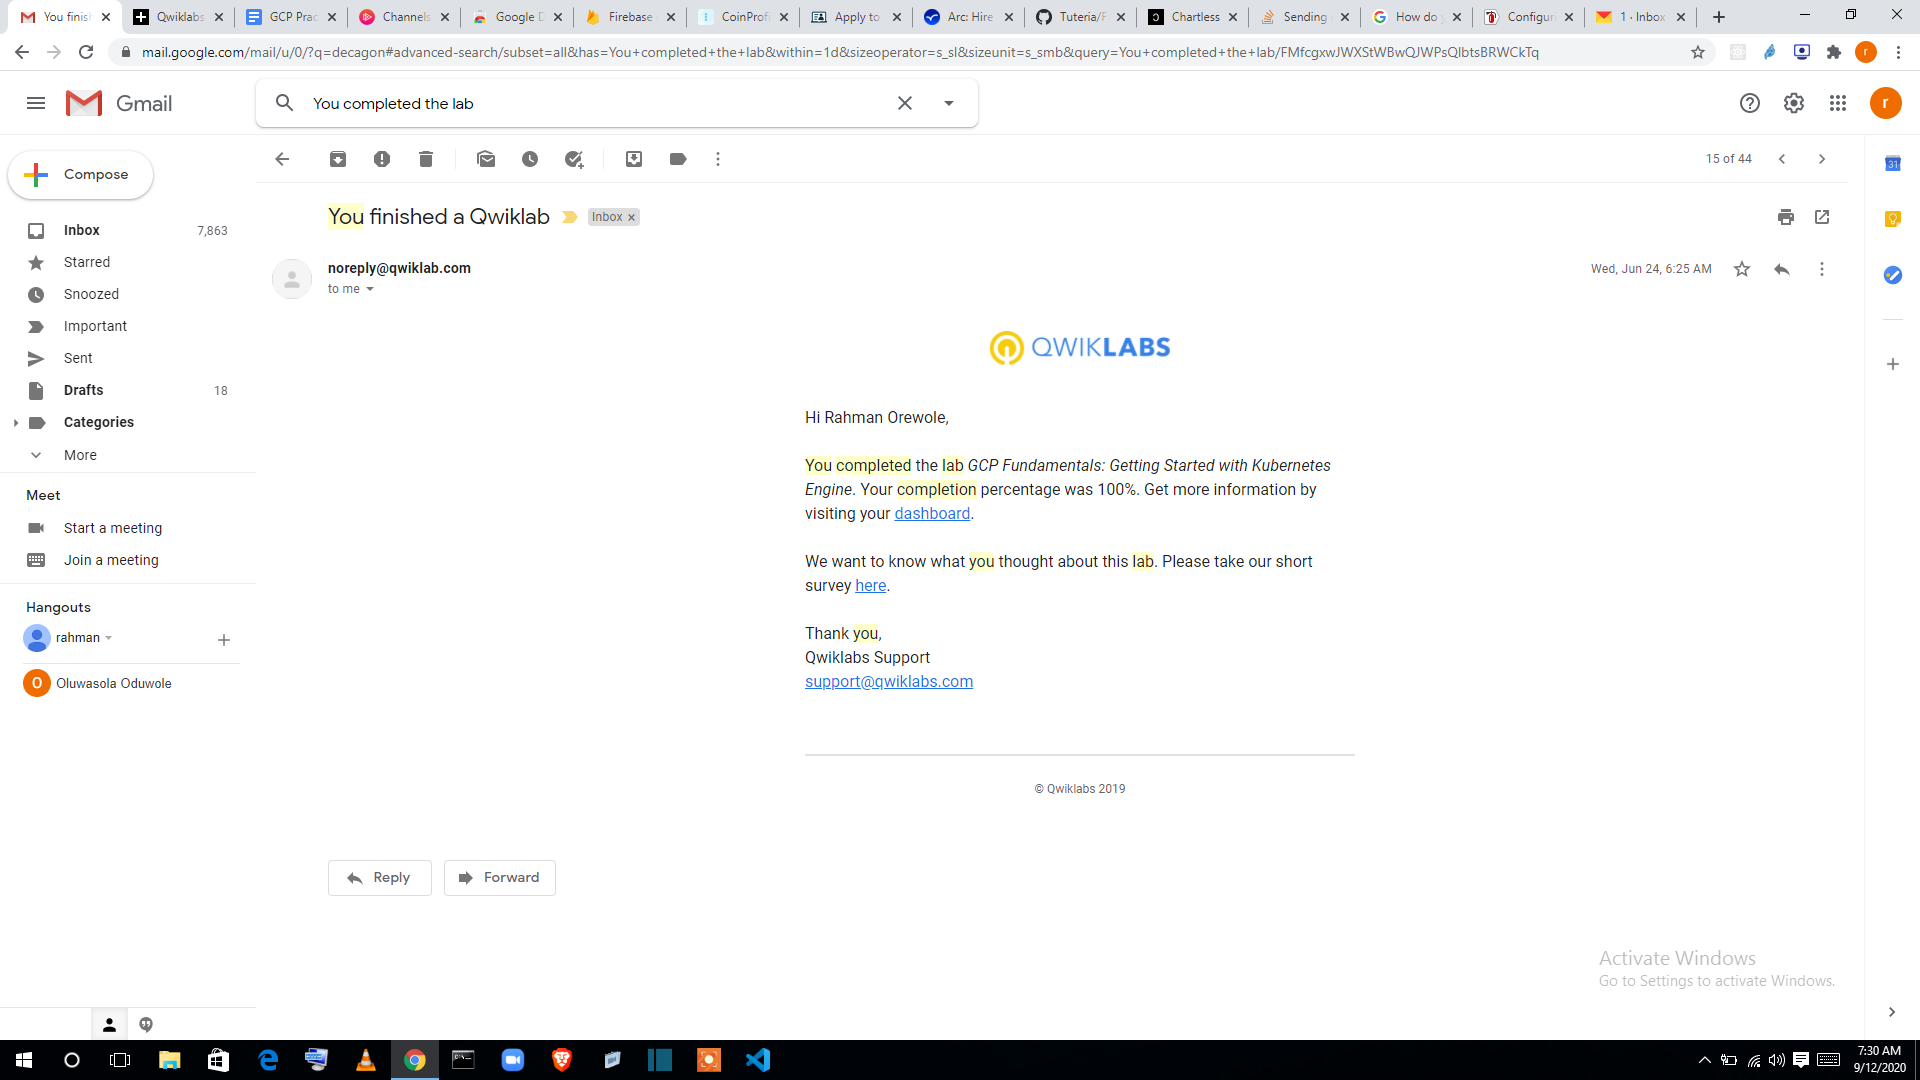 You finish
Qwiklabs
GCP Prac
Channels
Google D
Firebase
CoinProfi
Apply to
Arc: Hire
Tuteria/F
Chartless
Sending
How do
Configur
1 · Inbox
mail.google.com/mail/u/0/?q=decagon#advanced-search/subset=all&has=You+completed+the+lab&within=1d&sizeoperator=s_sl&sizeunit=s_smb&query=You+completed+the+lab/FMfcgxwJWXStWBwQJWPsQlbtsBRWCkTq
r
Gmail
You completed the lab
r
Compose
15 of 44
31
You finished a Qwiklab
Inbox x
Inbox 7,863
Starred
Snoozed
Important
Sent
Drafts 18
Categories
More
Meet
Start a meeting
Join a meeting
Hangouts
rahman
O Oluwasola Oduwole
noreply@qwiklab.com
Wed, Jun 24, 6:25 AM
to me
QWIKLABS
Hi Rahman Orewole,
You completed the lab GCP Fundamentals: Getting Started with Kubernetes
Engine. Your completion percentage was 100%. Get more information by
visiting your dashboard.
We want to know what you thought about this lab. Please take our short
survey here.
Thank you,
Qwiklabs Support
support@qwiklabs.com
© Qwiklabs 2019
Reply
Forward
Activate Windows
Go to Settings to activate Windows.
7:30 AM
9/12/2020